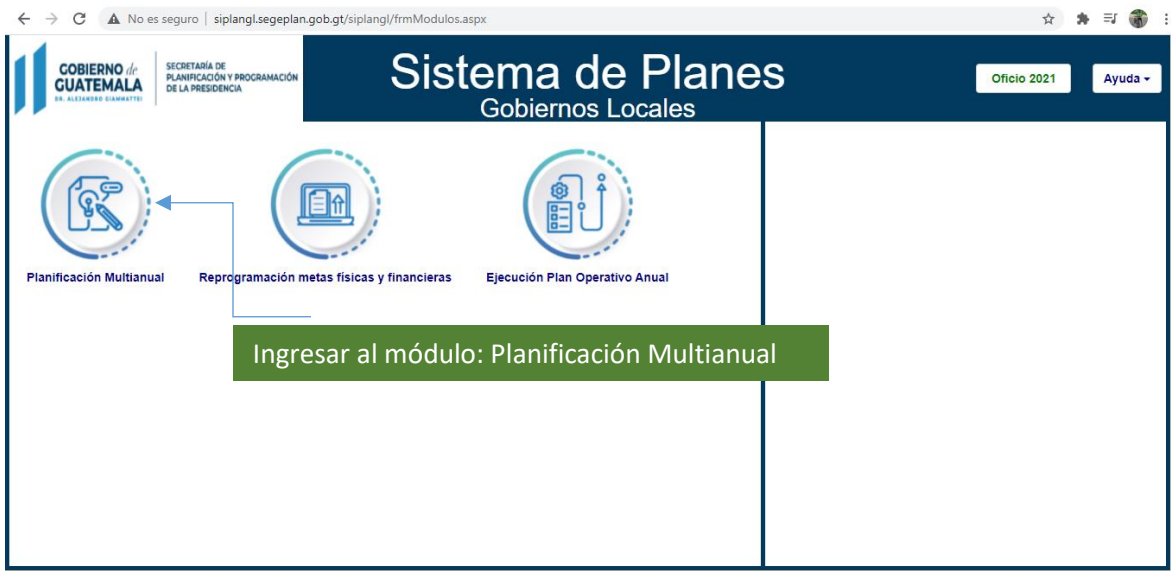 No es seguro | siplangl.segeplan.gob.gt/siplangl/frmModulos.aspx
GOBIERNO de
GUATEMALA
DR. ALEJANDRO GIAMMATTEI
SECRETARÍA DE
PLANIFICACIÓN Y PROGRAMACIÓN
DE LA PRESIDENCIA
Sistema de Planes
Gobiernos Locales
Oficio 2021
Ayuda
Planificación Multianual
Reprogramación metas físicas y financieras
Ejecución Plan Operativo Anual
Ingresar al módulo: Planificación Multianual